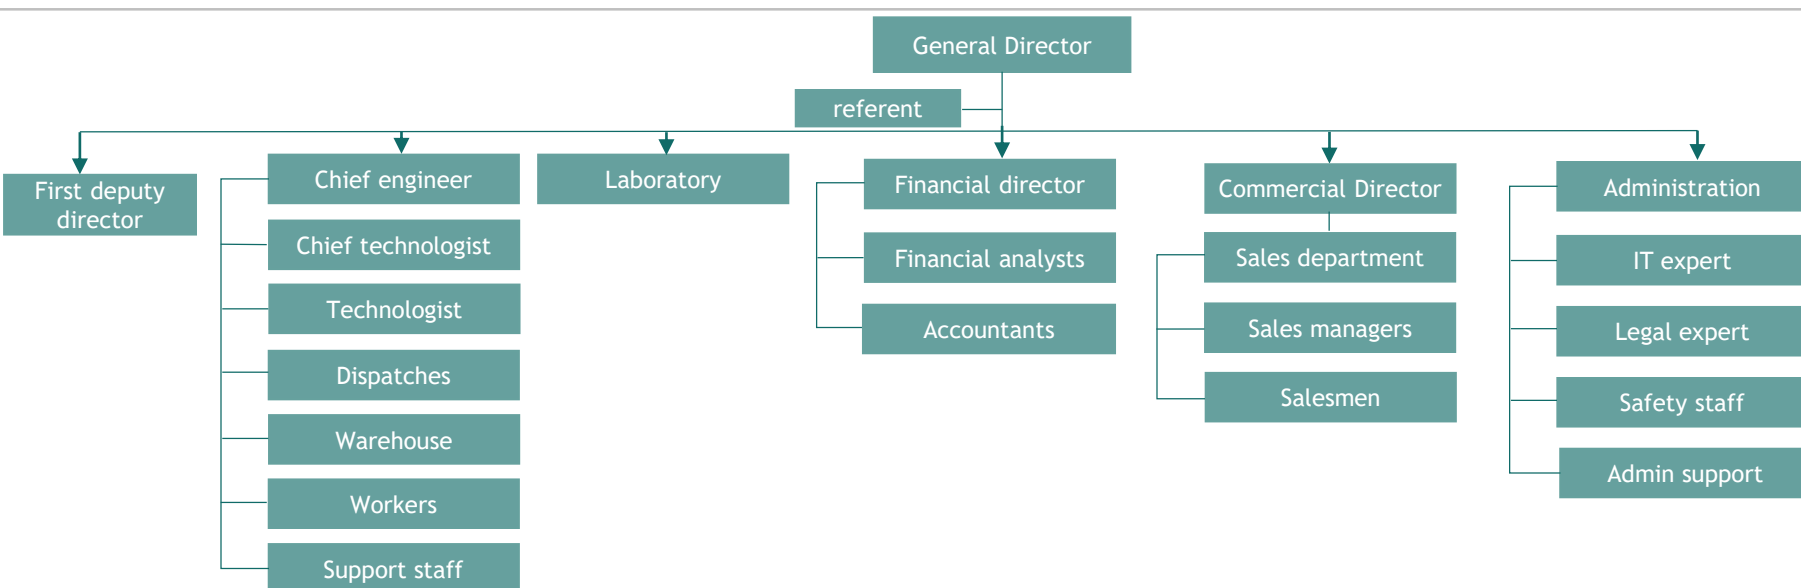 General Director
referent
First deputy
director
Chief engineer
Chief technologist
Technologist
Dispatches
Warehouse
Workers
Support staff
Laboratory
Financial director
Financial analysts
Accountants
Commercial Director
Sales department
Sales managers
Salesmen
Administration
IT expert
Legal expert
Safety staff
Admin support